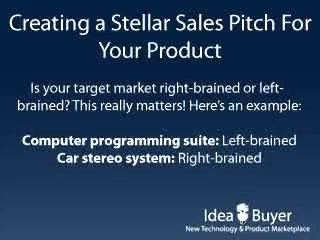 Creating a Stellar Sales Pitch For
Your Product
Is your target market right-brained or left-
brained? This really matters! Here's an example:
Computer programming suite: Left-brained
Car stereo system: Right-brained
Idea Buyer
New Technology & Product Marketplace